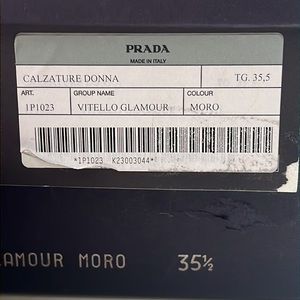 PRADA
MADE IN ITALY
CALZATURE DONNA TG. 35,5
ART. GROUP NAME COLOUR
1P1023 VITELLO GLAMOUR MORO
*1P1023 K23003044*
AMOUR MORO 35½